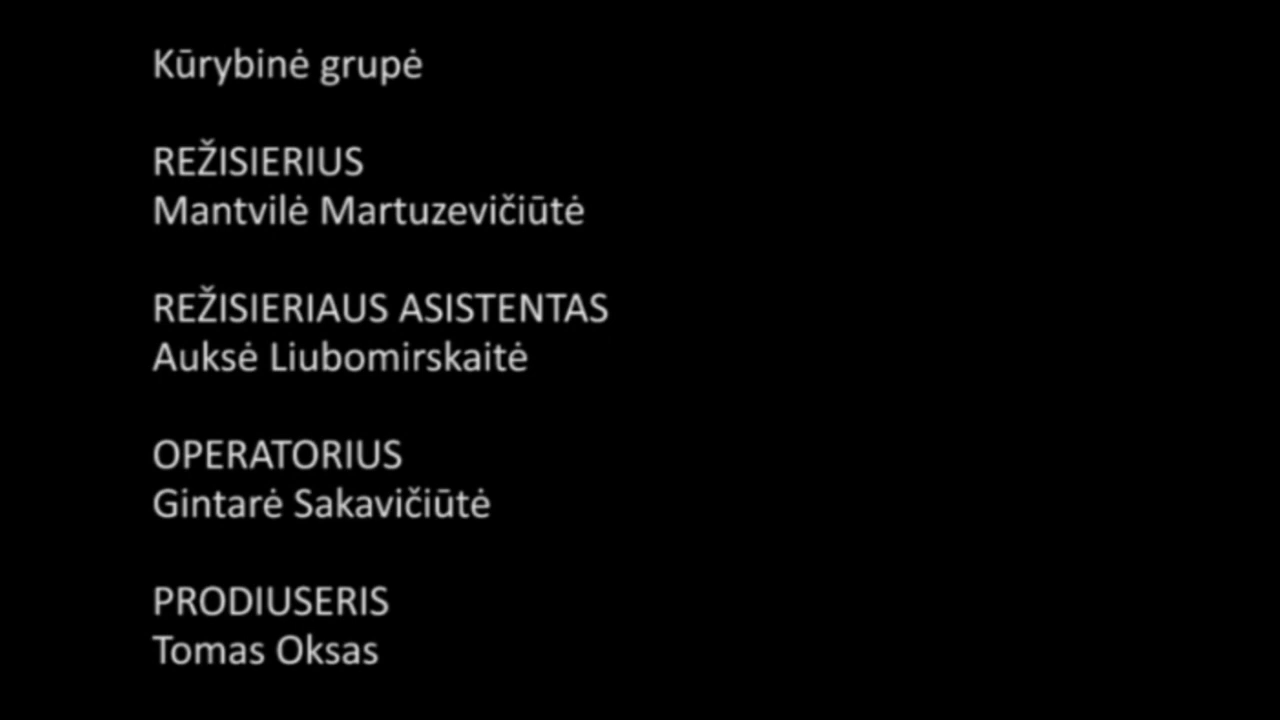 Kūrybinė grupė
REŽISIERIUS
Mantvilė Martuzevičiūtė
REŽISIERIAUS ASISTENTAS
Auksė Liubomirskaitė
OPERATORIUS
Gintarė Sakavičiūtė
PRODIUSERIS
Tomas Oksas